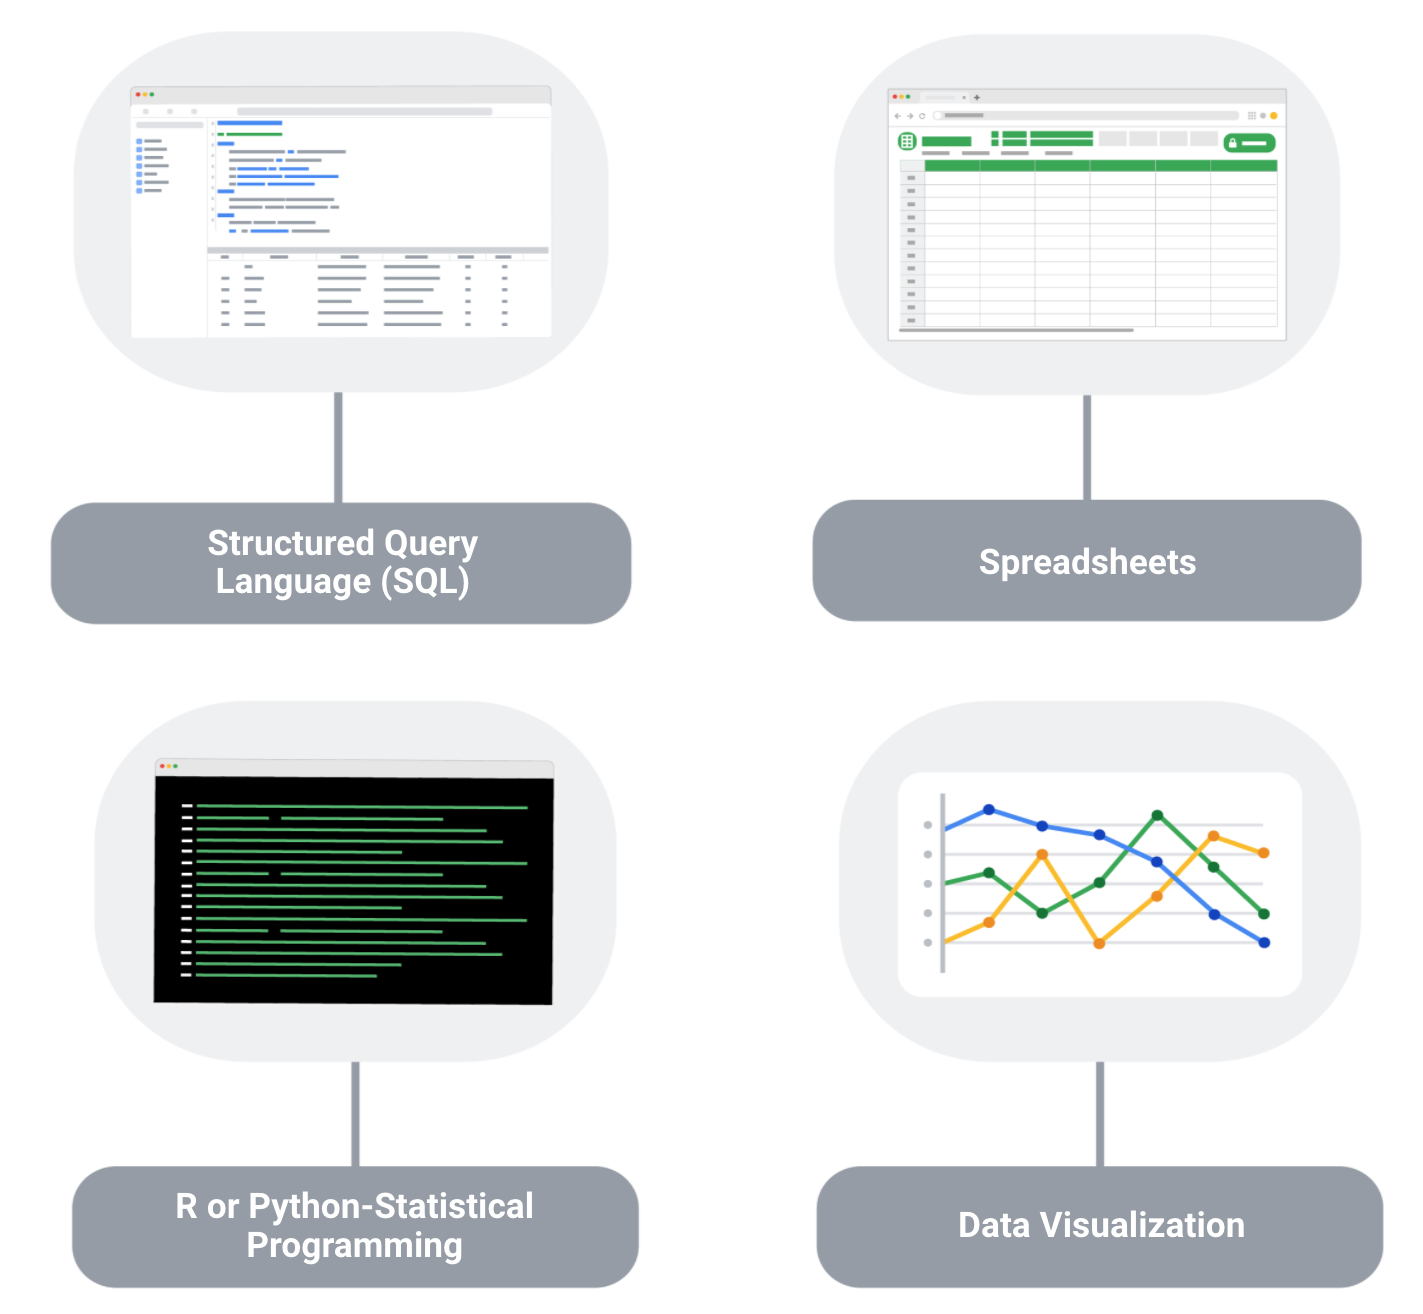 Structured Query
Language (SQL)
Spreadsheets
R or Python-Statistical
Programming
Data Visualization